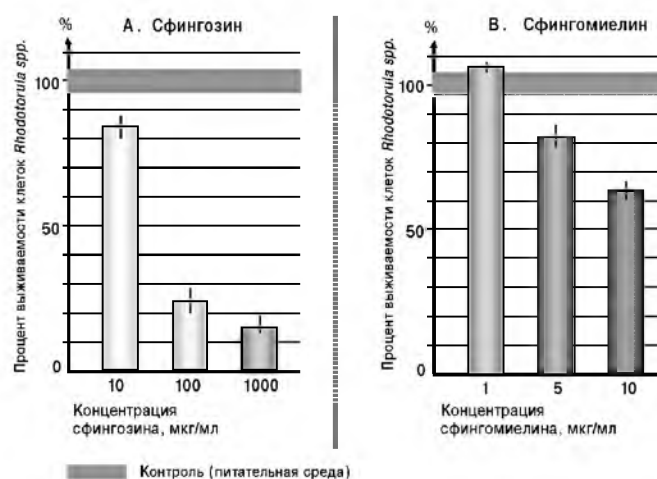 %
А. Сфингозин
Процент выживаемости клеток Rhodotorula spp.
100
50
0
10 100 1000
Концентрация
сфингозина, мкг/мл
%
В. Сфингомиелин
Процент выживаемости клеток Rhodotorula spp.
100
50
0
1 5 10
Концентрация
сфингомиелина, мкг/мл
Контроль (питательная среда)